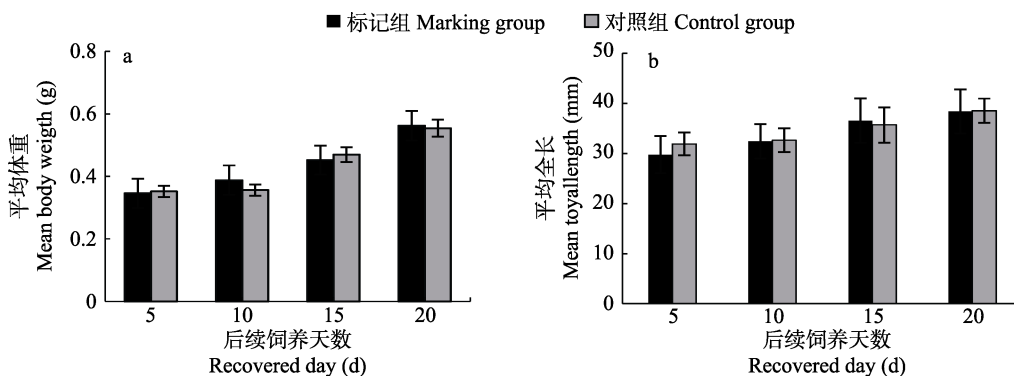 标记组 Marking group 对照组 Control group
a
平均体重
Mean body weigth (g)
0.8
0.6
0.4
0.2
0
5 10 15 20
后续饲养天数
Recovered day (d)
b
平均全长
Mean toyallength (mm)
50
40
30
20
10
0
5 10 15 20
后续饲养天数
Recovered day (d)